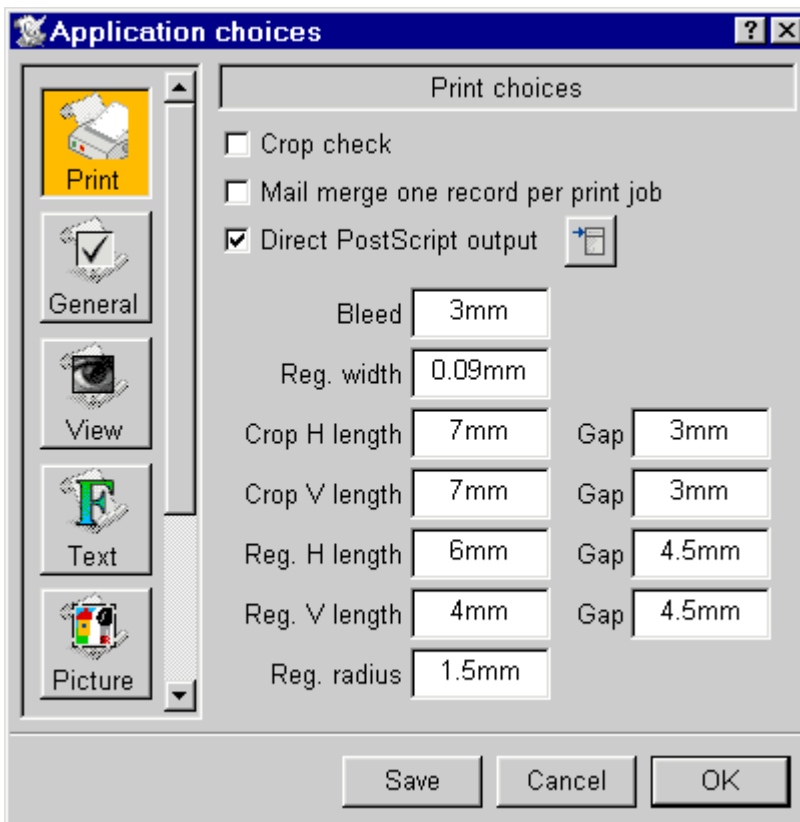 Application choices
Print
General
View
Text
Picture
Print choices
Crop check
Mail merge one record per print job
Direct PostScript output
Bleed 3mm
Reg. width 0.09mm
Crop H length 7mm Gap 3mm
Crop V length 7mm Gap 3mm
Reg. H length 6mm Gap 4.5mm
Reg. V length 4mm Gap 4.5mm
Reg. radius 1.5mm
Save Cancel OK